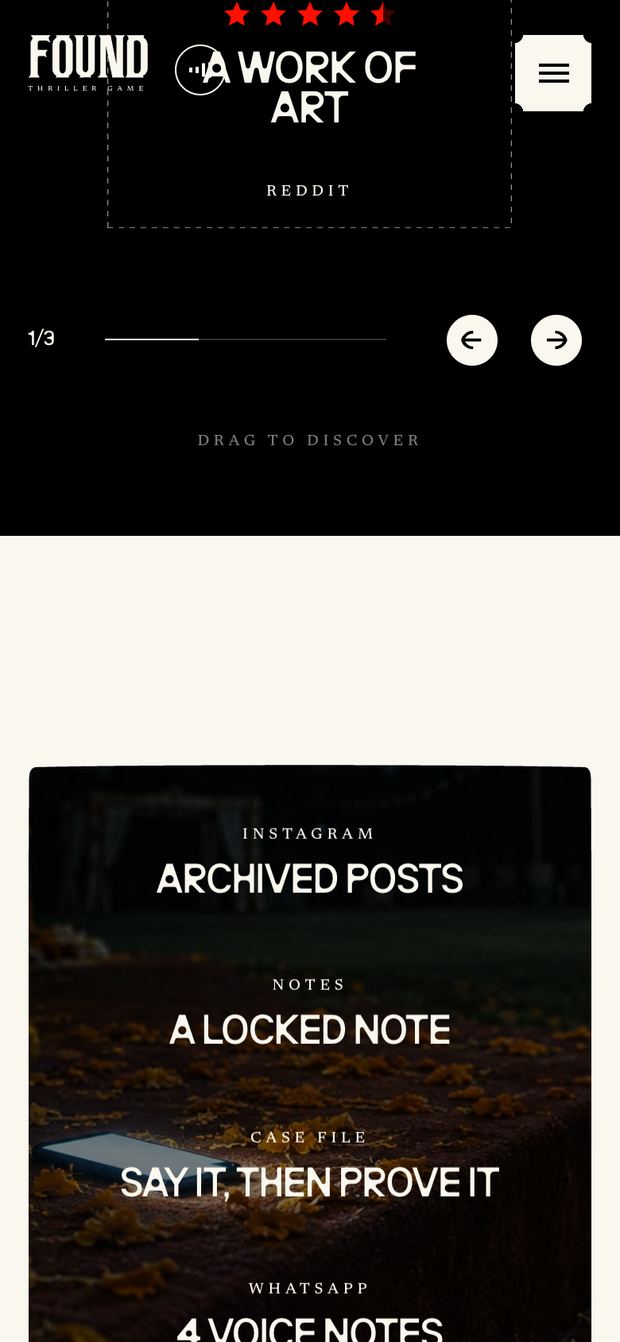 FOUND
THRILLER GAME
A WORK OF
ART
REDDIT
1/3
DRAG TO DISCOVER
INSTAGRAM
ARCHIVED POSTS
NOTES
A LOCKED NOTE
CASE FILE
SAY IT, THEN PROVE IT
WHATSAPP
4 VOICE NOTES